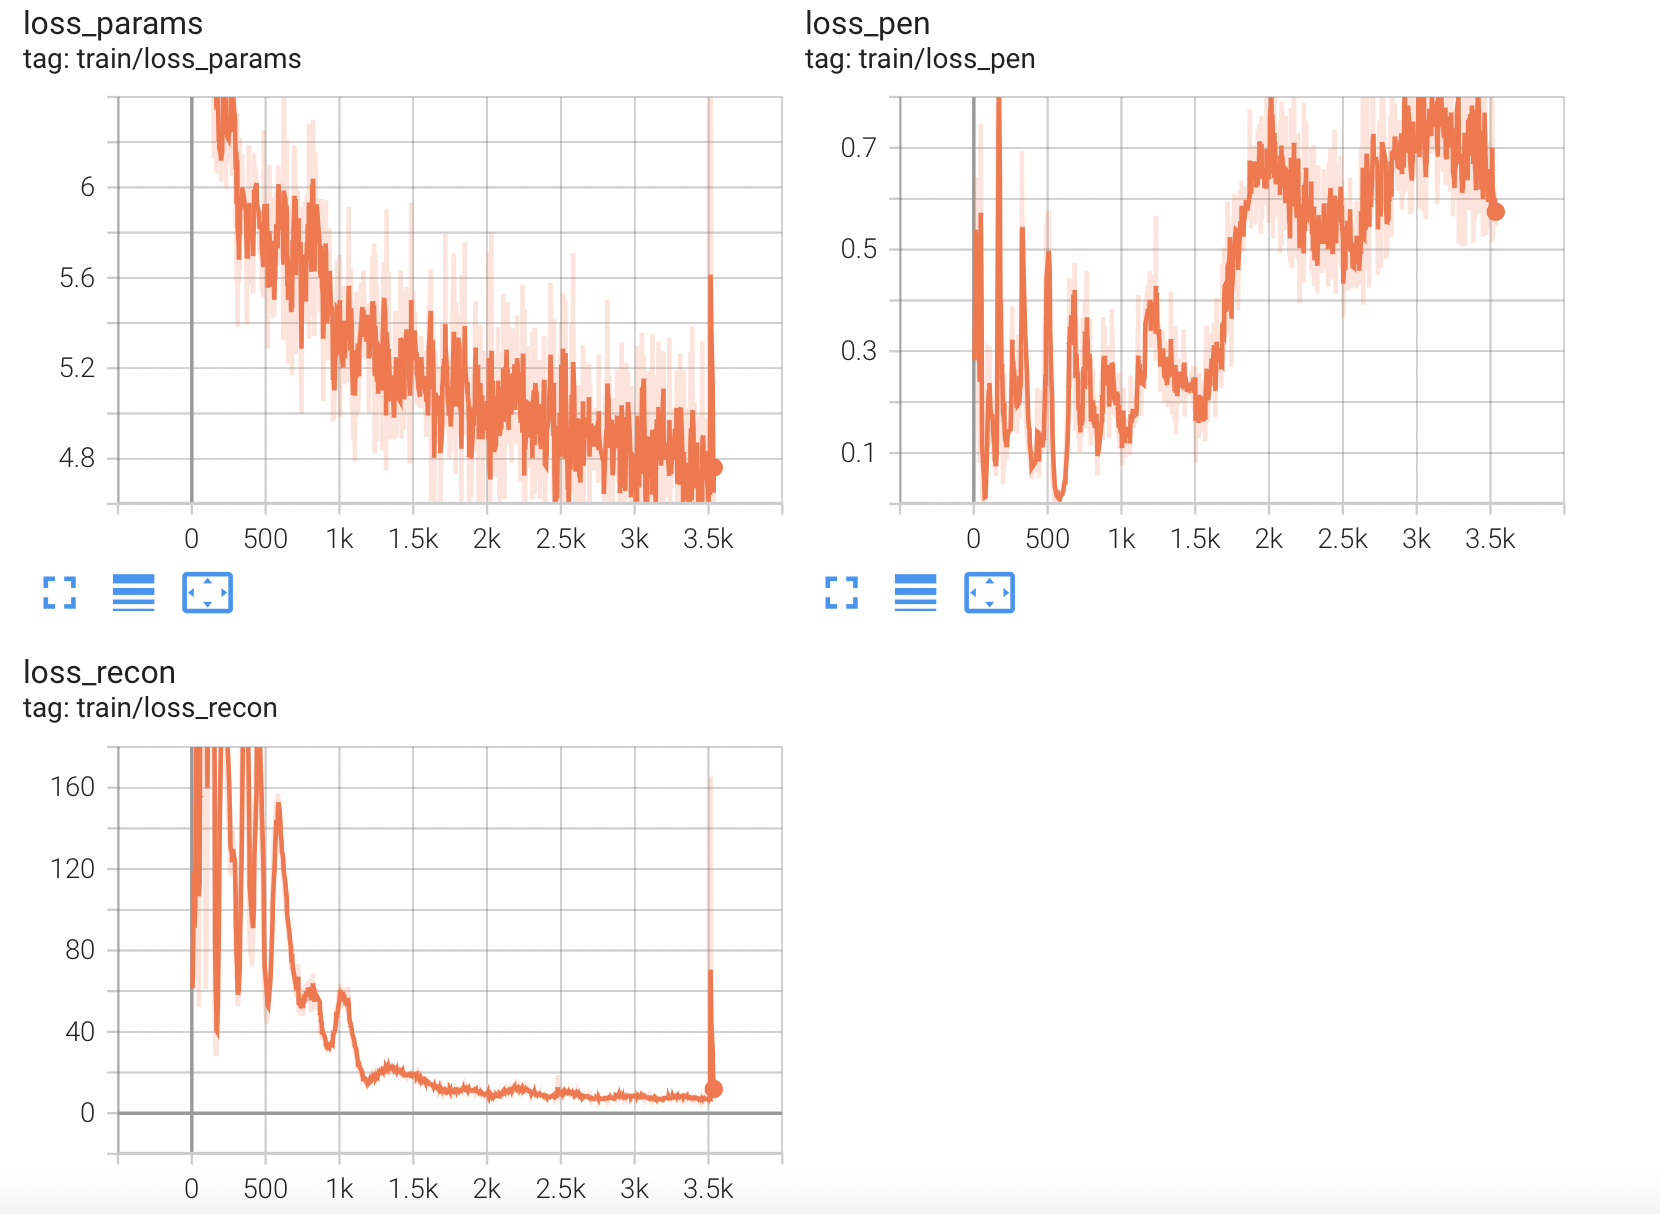 loss_params
tag: train/loss_params
6
5.6
5.2
4.8
0 500 1k 1.5k 2k 2.5k 3k 3.5k
loss_pen
tag: train/loss_pen
0.7
0.5
0.3
0.1
0 500 1k 1.5k 2k 2.5k 3k 3.5k
loss_recon
tag: train/loss_recon
160
120
80
40
0
0 500 1k 1.5k 2k 2.5k 3k 3.5k